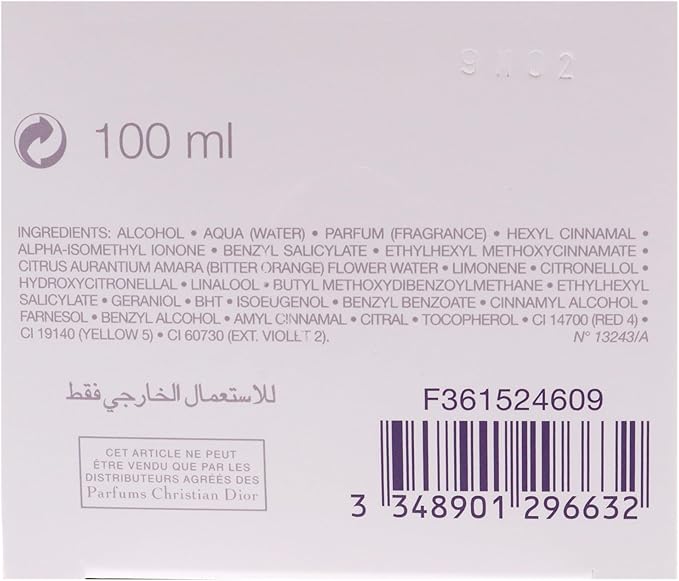 9M02
100 ml
INGREDIENTS: ALCOHOL • AQUA (WATER) • PARFUM (FRAGRANCE) • HEXYL CINNAMAL •
ALPHA-ISOMETHYL IONONE • BENZYL SALICYLATE • ETHYLHEXYL METHOXYCINNAMATE •
CITRUS AURANTIUM AMARA (BITTER ORANGE) FLOWER WATER • LIMONENE • CITRONELLOL •
HYDROXYCITRONELLAL • LINALOOL • BUTYL METHOXYDIBENZOYLMETHANE • ETHYLHEXYL
SALICYLATE • GERANIOL • BHT • ISOEUGENOL • BENZYL BENZOATE • CINNAMYL ALCOHOL •
FARNESOL • BENZYL ALCOHOL • AMYL CINNAMAL • CITRAL • TOCOPHEROL • CI 14700 (RED 4) •
CI 19140 (YELLOW 5) • CI 60730 (EXT. VIOLET 2). N° 13243/A
للاستعمال الخارجي فقط
F361524609
CET ARTICLE NE PEUT
ÊTRE VENDU QUE PAR LES
DISTRIBUTEURS AGRÉÉS DES
Parfums Christian Dior
3 348901 296632